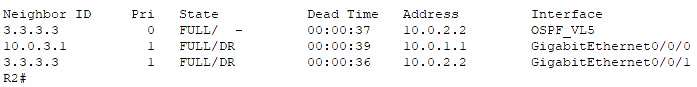 Neighbor ID     Pri   State           Dead Time   Address         Interface
3.3.3.3           0   FULL/  -        00:00:37    10.0.2.2        OSPF_VL5
10.0.3.1          1   FULL/DR         00:00:39    10.0.1.1        GigabitEthernet0/0/0
3.3.3.3           1   FULL/DR         00:00:36    10.0.2.2        GigabitEthernet0/0/1
R2#